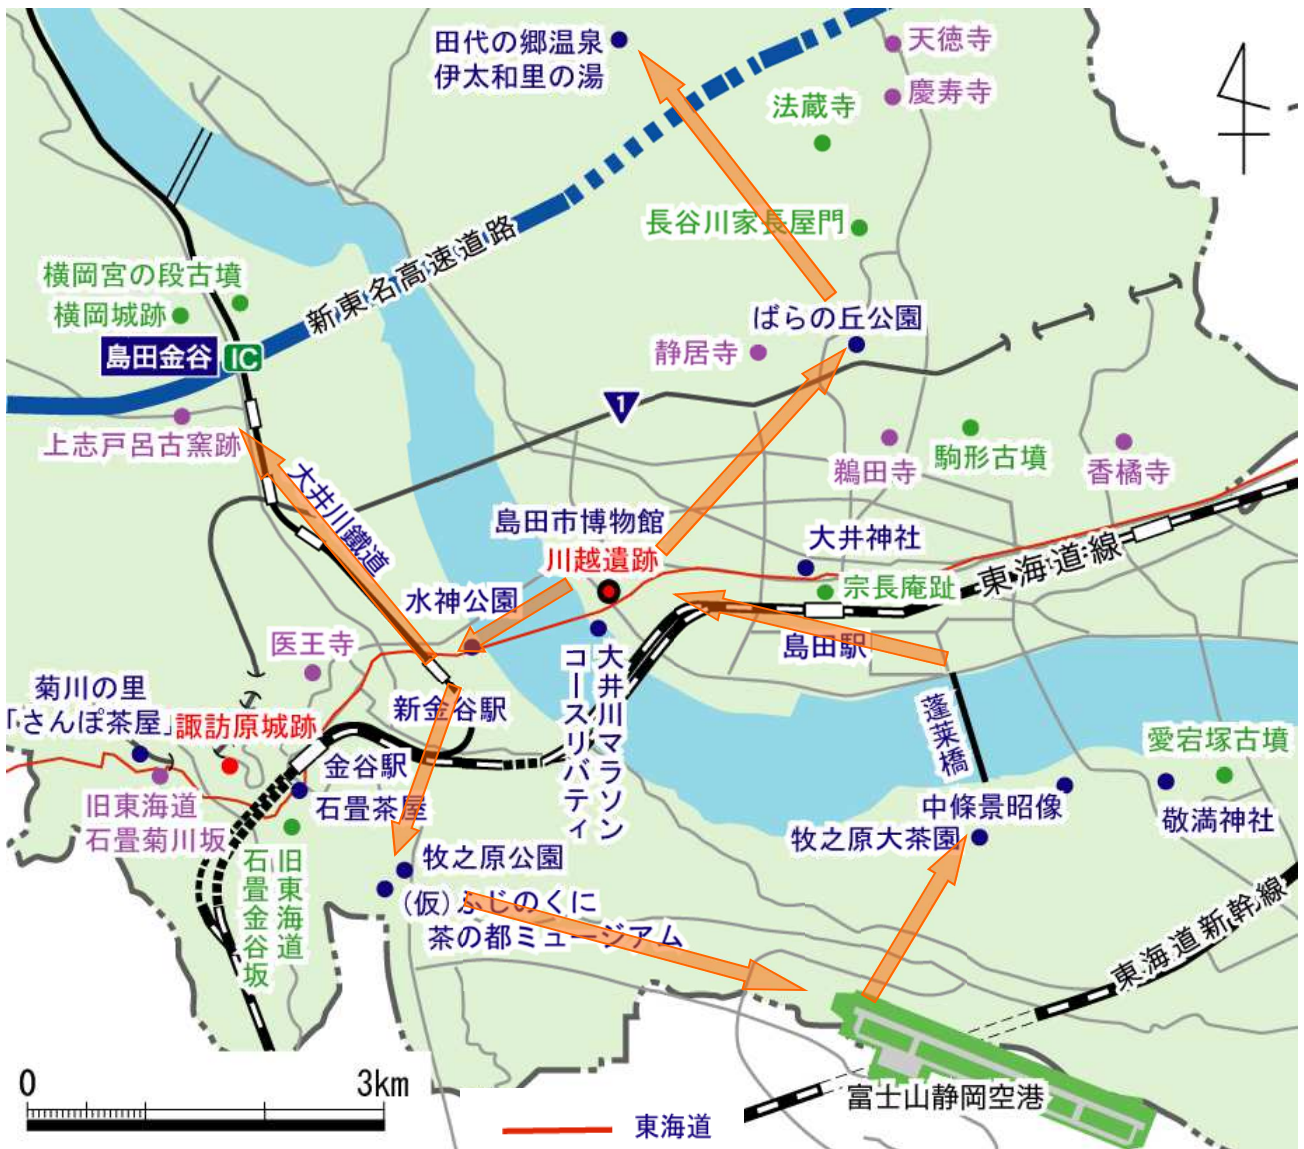 田代の郷温泉
伊太和里の湯
天徳寺
慶寿寺
法蔵寺
長谷川家長屋門
新東名高速道路
横岡宮の段古墳
横岡城跡
島田金谷
IC
ばらの丘公園
静居寺
1
上志戸呂古窯跡
鵜田寺
駒形古墳
香橘寺
大井川鐵道
島田市博物館
川越遺跡
大井神社
宗長庵趾
東海道線
水神公園
島田駅
医王寺
菊川の里
「さんぽ茶屋」
諏訪原城跡
新金谷駅
大井川マラソン
コースリバティ
蓬莱橋
愛宕塚古墳
金谷駅
石畳茶屋
旧東海道
石畳菊川坂
中條景昭像
牧之原大茶園
敬満神社
旧東海道
石畳金谷坂
牧之原公園
(仮)ふじのくに
茶の都ミュージアム
東海道新幹線
富士山静岡空港
0 3km
東海道